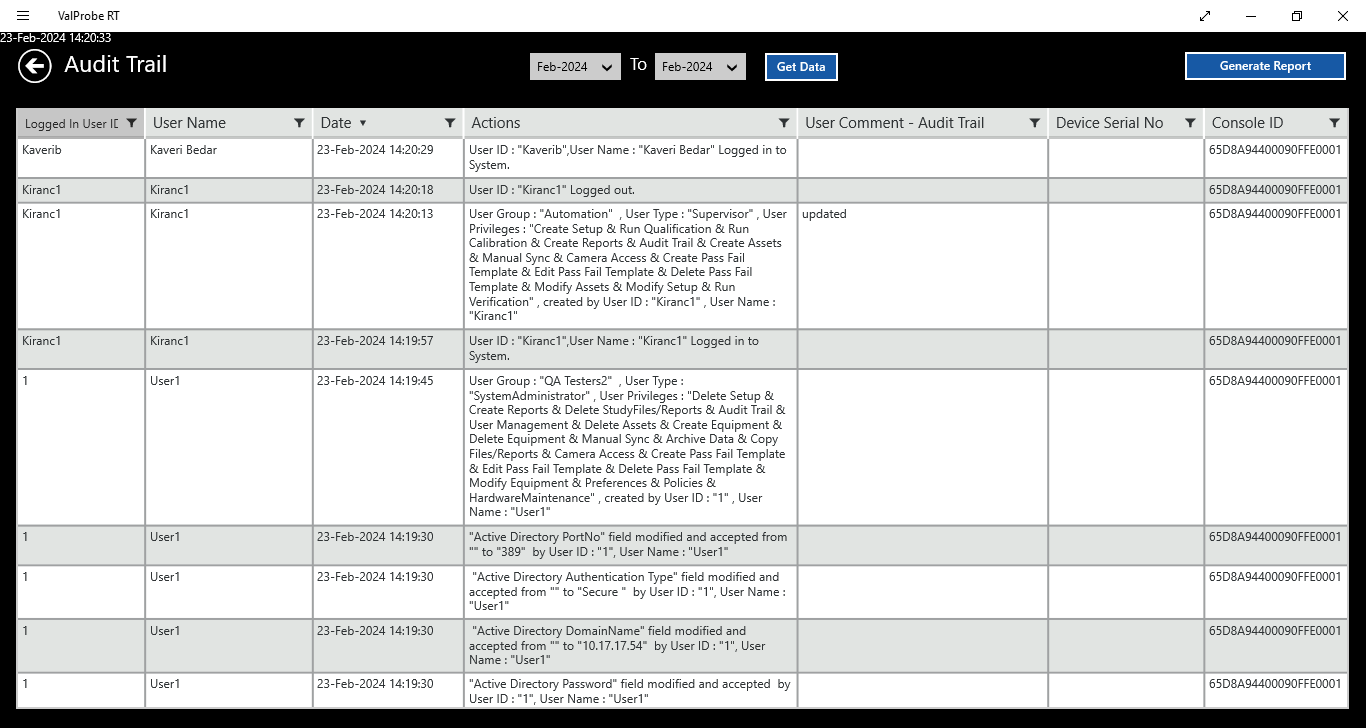 ValProbe RT
23-Feb-2024 14:20:33
Audit Trail
Feb-2024
To
Feb-2024
Get Data
Generate Report
Logged In User ID
User Name
Date
Actions
User Comment - Audit Trail
Device Serial No
Console ID
Kaverib
Kaveri Bedar
23-Feb-2024 14:20:29
User ID : "Kaverib",User Name : "Kaveri Bedar" Logged in to
System.
65D8A94400090FFE0001
Kiranc1
Kiranc1
23-Feb-2024 14:20:18
User ID : "Kiranc1" Logged out.
65D8A94400090FFE0001
Kiranc1
Kiranc1
23-Feb-2024 14:20:13
User Group : "Automation"  , User Type : "Supervisor" , User
Privileges : "Create Setup & Run Qualification & Run
Calibration & Create Reports & Audit Trail & Create Assets
& Manual Sync & Camera Access & Create Pass Fail
Template & Edit Pass Fail Template & Delete Pass Fail
Template & Modify Assets & Modify Setup & Run
Verification" , created by User ID : "Kiranc1" , User Name :
"Kiranc1"
updated
65D8A94400090FFE0001
Kiranc1
Kiranc1
23-Feb-2024 14:19:57
User ID : "Kiranc1",User Name : "Kiranc1" Logged in to
System.
65D8A94400090FFE0001
1
User1
23-Feb-2024 14:19:45
User Group : "QA Testers2"  , User Type :
"SystemAdministrator" , User Privileges : "Delete Setup &
Create Reports & Delete StudyFiles/Reports & Audit Trail &
User Management & Delete Assets & Create Equipment &
Delete Equipment & Manual Sync & Archive Data & Copy
Files/Reports & Camera Access & Create Pass Fail Template
& Edit Pass Fail Template & Delete Pass Fail Template &
Modify Equipment & Preferences & Policies &
HardwareMaintenance" , created by User ID : "1" , User
Name : "User1"
65D8A94400090FFE0001
1
User1
23-Feb-2024 14:19:30
"Active Directory PortNo" field modified and accepted from
"" to "389"  by User ID : "1", User Name : "User1"
65D8A94400090FFE0001
1
User1
23-Feb-2024 14:19:30
"Active Directory Authentication Type" field modified and
accepted from "" to "Secure "  by User ID : "1", User Name :
"User1"
65D8A94400090FFE0001
1
User1
23-Feb-2024 14:19:30
"Active Directory DomainName" field modified and
accepted from "" to "10.17.17.54"  by User ID : "1", User
Name : "User1"
65D8A94400090FFE0001
1
User1
23-Feb-2024 14:19:30
"Active Directory Password" field modified and accepted  by
User ID : "1", User Name : "User1"
65D8A94400090FFE0001